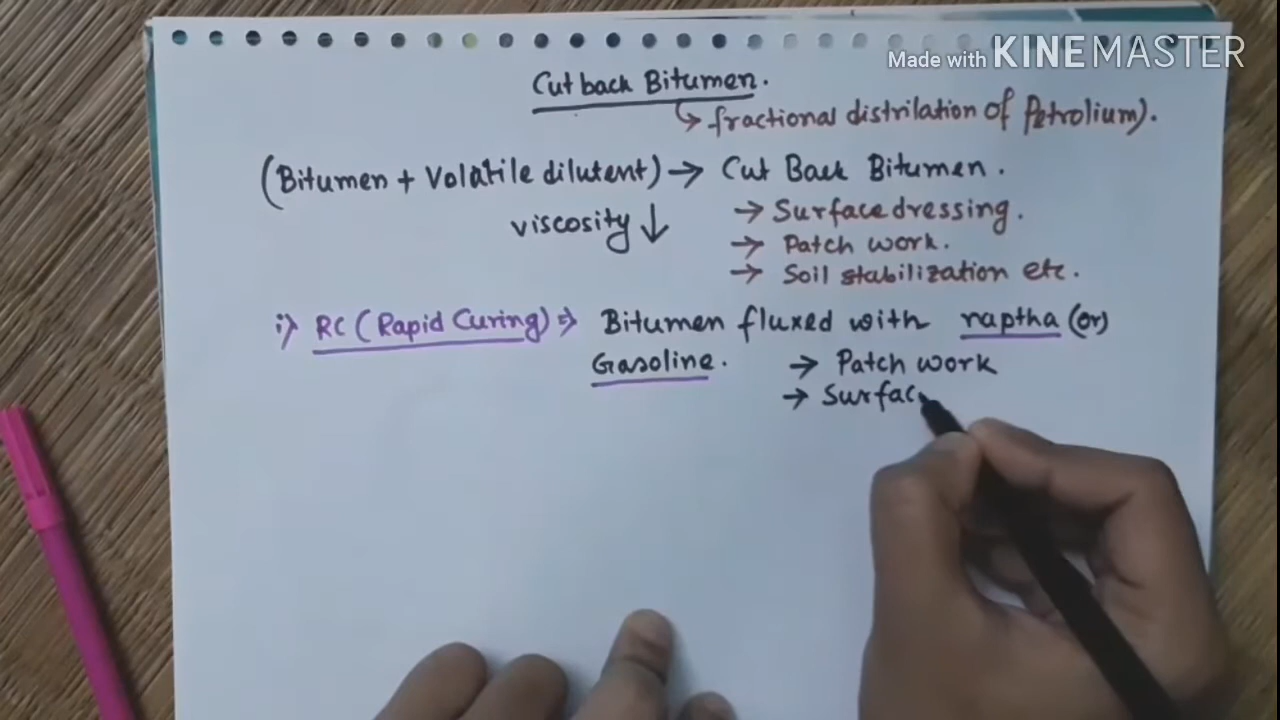 Made with KINEMASTER
Cut back Bitumen.
↳ fractional distrilation of Petrolium).
(Bitumen + Volatile dilutent) → Cut Back Bitumen.
viscosity ↓ → Surface dressing.
→ Patch work.
→ Soil stabilization etc.
i) RC (Rapid Curing) ⇒ Bitumen fluxed with naptha (or)
Gasoline. → Patch work
→ Surfac